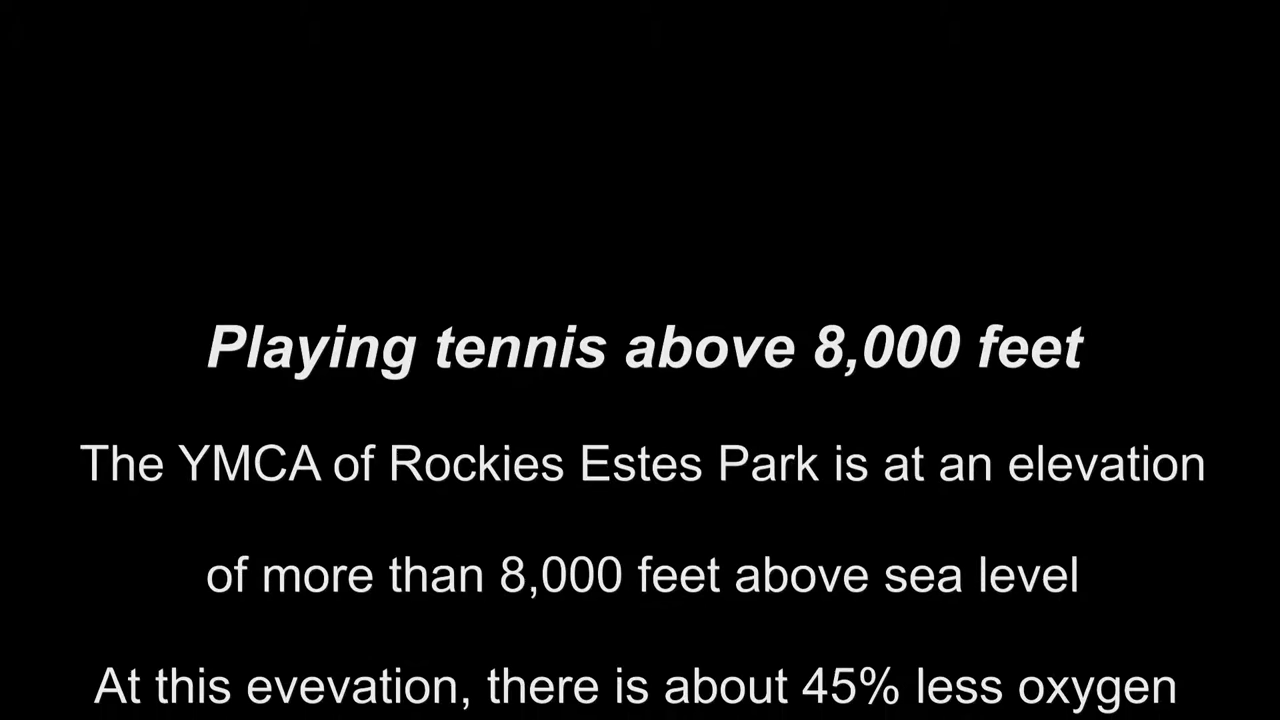 Playing tennis above 8,000 feet
The YMCA of Rockies Estes Park is at an elevation
of more than 8,000 feet above sea level
At this evevation, there is about 45% less oxygen